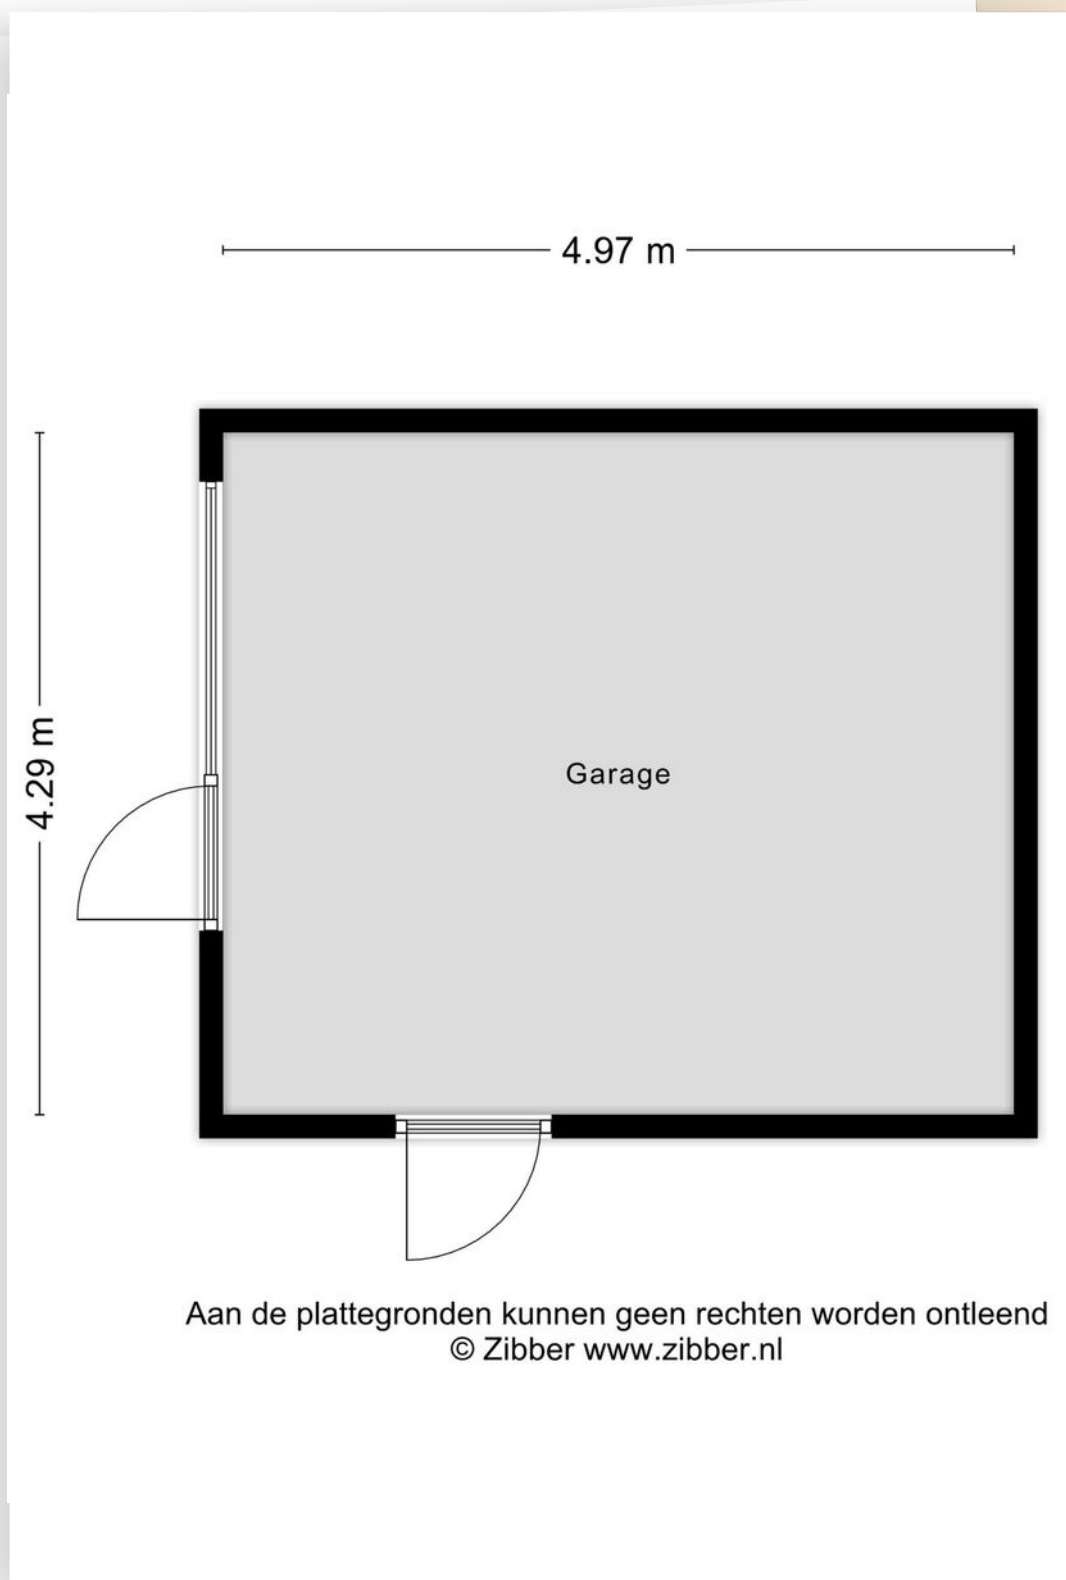 4.97 m
4.29 m
Garage
Aan de plattegronden kunnen geen rechten worden ontleend
© Zibber www.zibber.nl